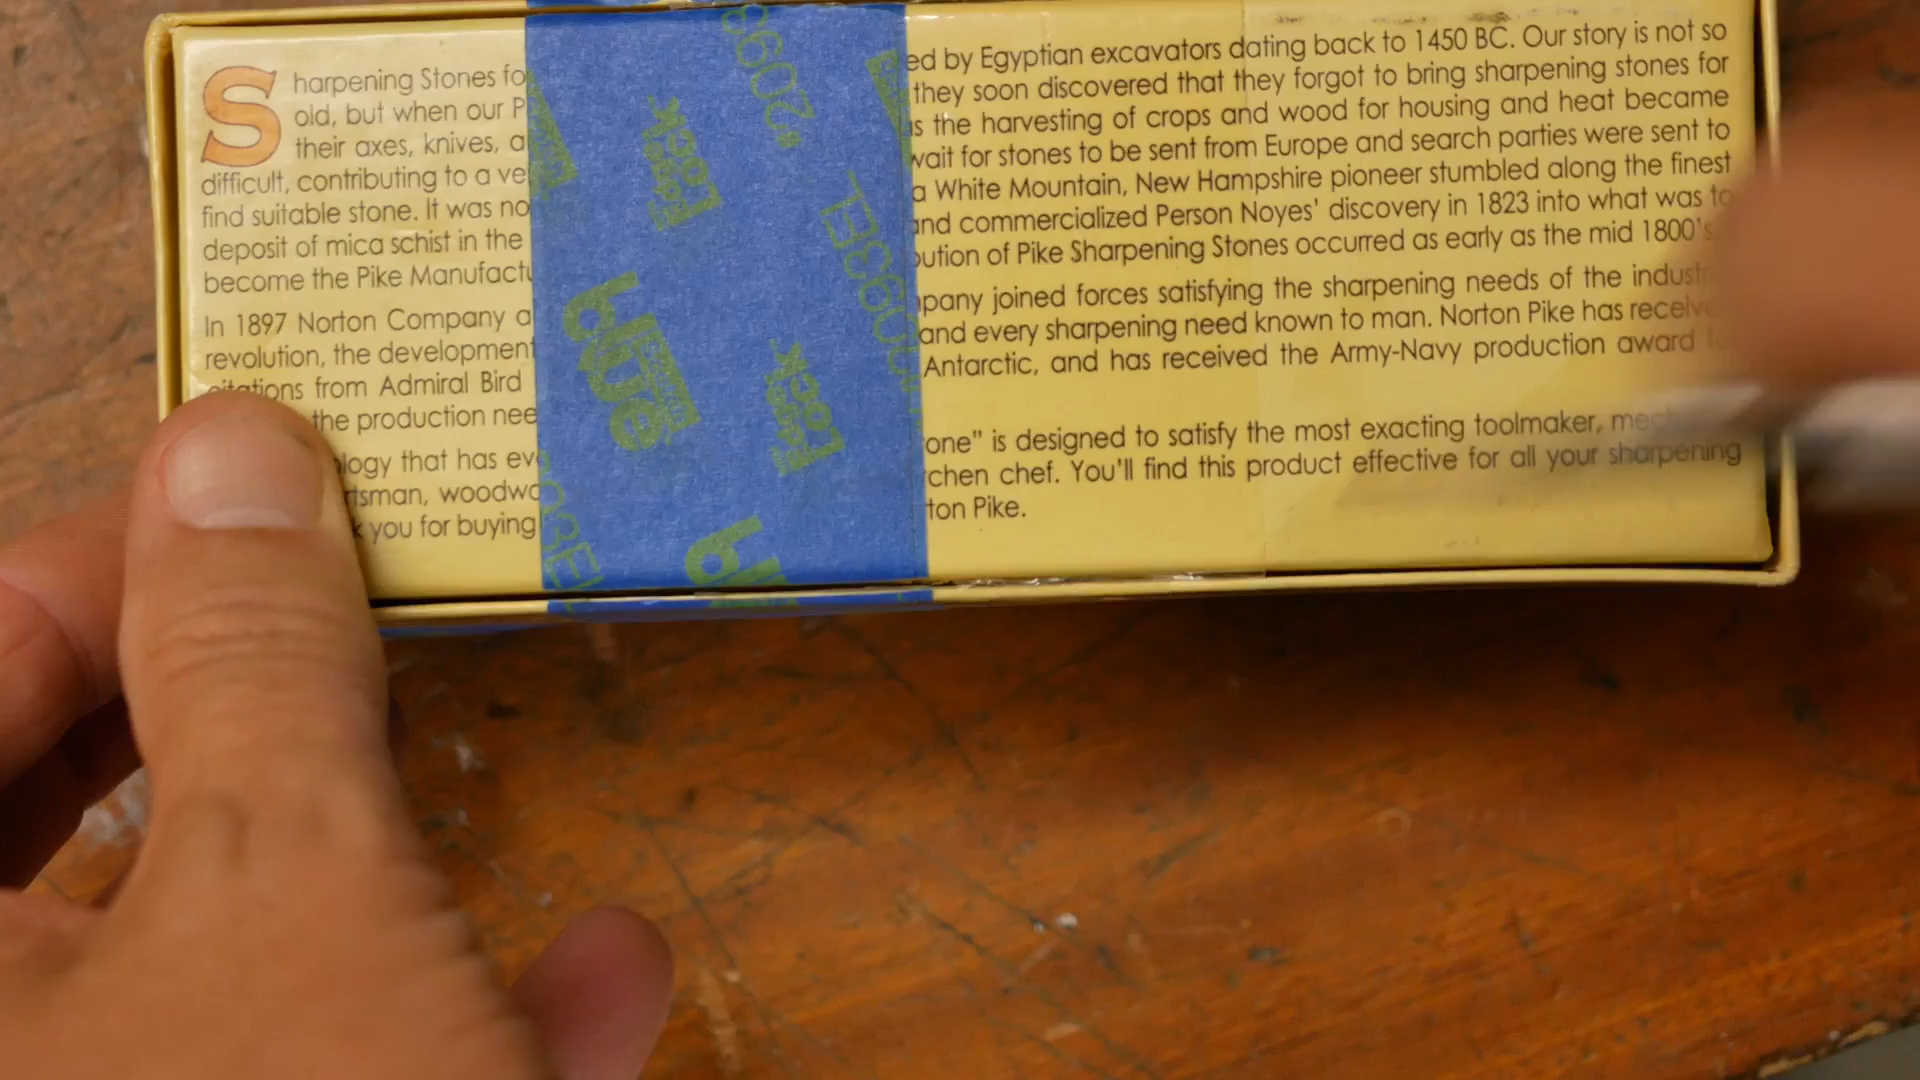 Sharpening Stones fo ed by Egyptian excavators dating back to 1450 BC. Our story is not so
old, but when our P they soon discovered that they forgot to bring sharpening stones for
their axes, knives, a s the harvesting of crops and wood for housing and heat became
difficult, contributing to a ve wait for stones to be sent from Europe and search parties were sent to
find suitable stone. It was no a White Mountain, New Hampshire pioneer stumbled along the finest
deposit of mica schist in the and commercialized Person Noyes' discovery in 1823 into what was to
become the Pike Manufactu bution of Pike Sharpening Stones occurred as early as the mid 1800's
In 1897 Norton Company a pany joined forces satisfying the sharpening needs of the industr
revolution, the development and every sharpening need known to man. Norton Pike has receive
citations from Admiral Bird Antarctic, and has received the Army-Navy production award
the production nee
ology that has ev one" is designed to satisfy the most exacting toolmaker, mec
tsman, woodwo chen chef. You'll find this product effective for all your sharpening
k you for buying ton Pike.
2093
blue